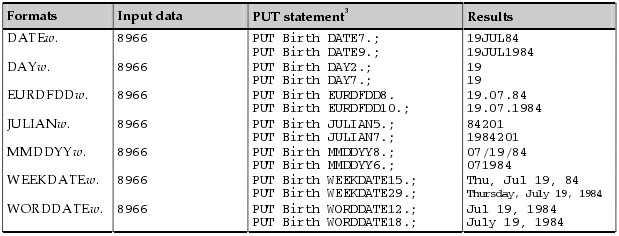 Formats Input data PUT statement3 Results
DATEw. 8966 PUT Birth DATE7.; 19JUL84
PUT Birth DATE9.; 19JUL1984
DAYw. 8966 PUT Birth DAY2.; 19
PUT Birth DAY7.; 19
EURDFDDw. 8966 PUT Birth EURDFDD8. 19.07.84
PUT Birth EURDFDD10.; 19.07.1984
JULIANw. 8966 PUT Birth JULIAN5.; 84201
PUT Birth JULIAN7.; 1984201
MMDDYYw. 8966 PUT Birth MMDDYY8.; 07/19/84
PUT Birth MMDDYY6.; 071984
WEEKDATEw. 8966 PUT Birth WEEKDATE15.; Thu, Jul 19, 84
PUT Birth WEEKDATE29.; Thursday, July 19, 1984
WORDDATEw. 8966 PUT Birth WORDDATE12.; Jul 19, 1984
PUT Birth WORDDATE18.; July 19, 1984